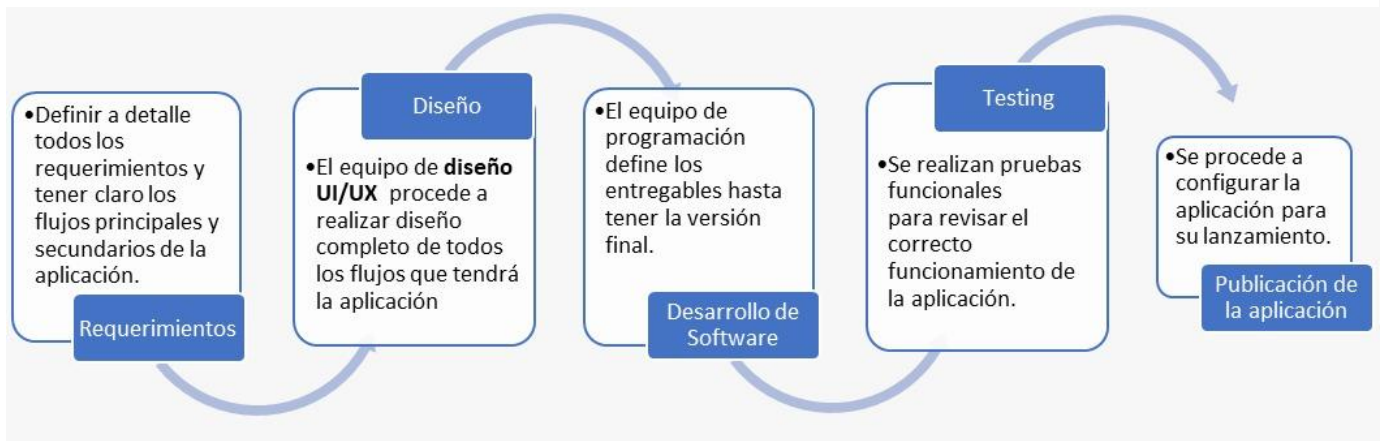 •Definir a detalle
todos los
requerimientos y
tener claro los
flujos principales y
secundarios de la
aplicación.
Requerimientos
Diseño
•El equipo de diseño
UI/UX procede a
realizar diseño
completo de todos
los flujos que tendrá
la aplicación
•El equipo de
programación
define los
entregables hasta
tener la versión
final.
Desarrollo de
Software
Testing
•Se realizan pruebas
funcionales
para revisar el
correcto
funcionamiento de
la aplicación.
•Se procede a
configurar la
aplicación para
su lanzamiento.
Publicación de
la aplicación